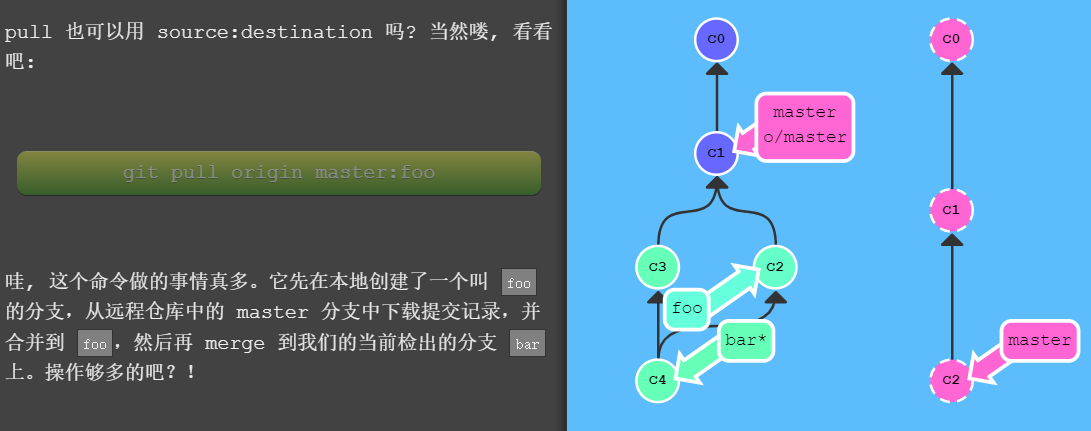 pull 也可以用 source:destination 吗? 当然喽, 看看
吧:
git pull origin master:foo
哇, 这个命令做的事情真多。它先在本地创建了一个叫 foo
的分支, 从远程仓库中的 master 分支中下载提交记录, 并
合并到 foo, 然后再 merge 到我们的当前检出的分支 bar
上。操作够多的吧?!
C0
master
o/master
C1
C3
C2
foo
bar*
C4
C0
C1
master
C2